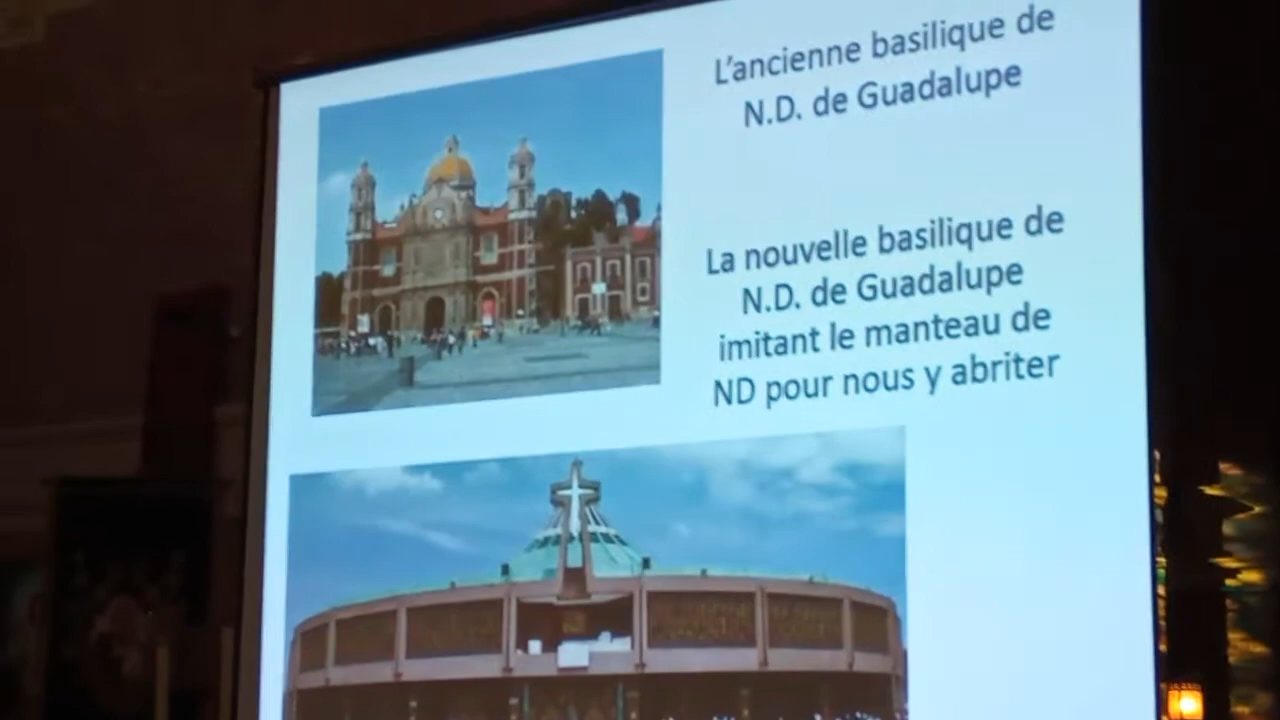 L'ancienne basilique de
N.D. de Guadalupe
La nouvelle basilique de
N.D. de Guadalupe
imitant le manteau de
ND pour nous y abriter